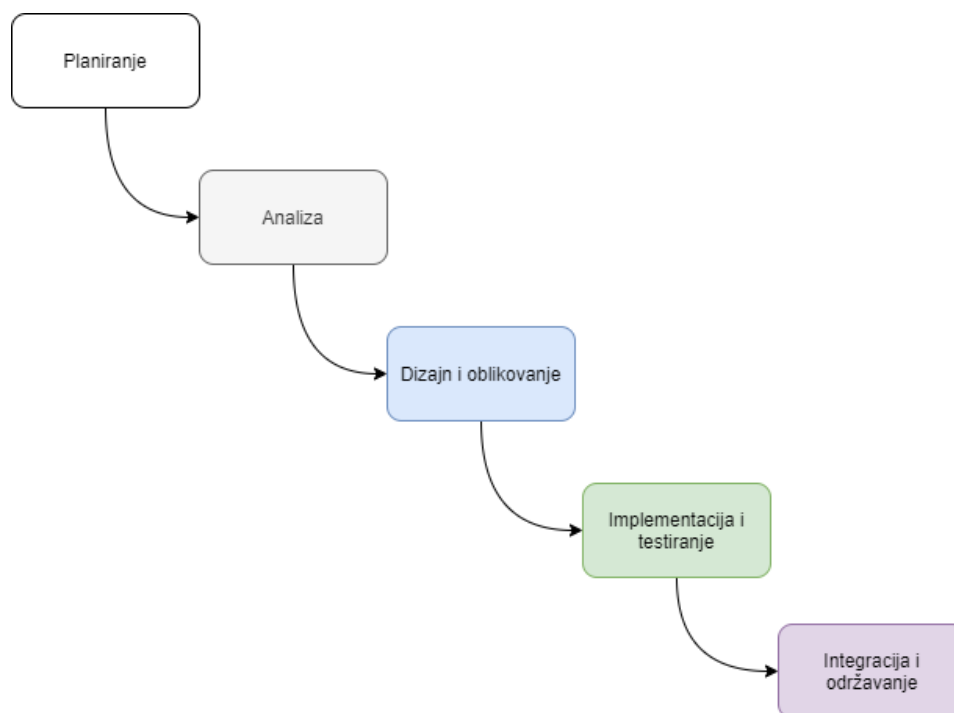 Planiranje
Analiza
Dizajn i oblikovanje
Implementacija i
testiranje
Integracija i
održavanje